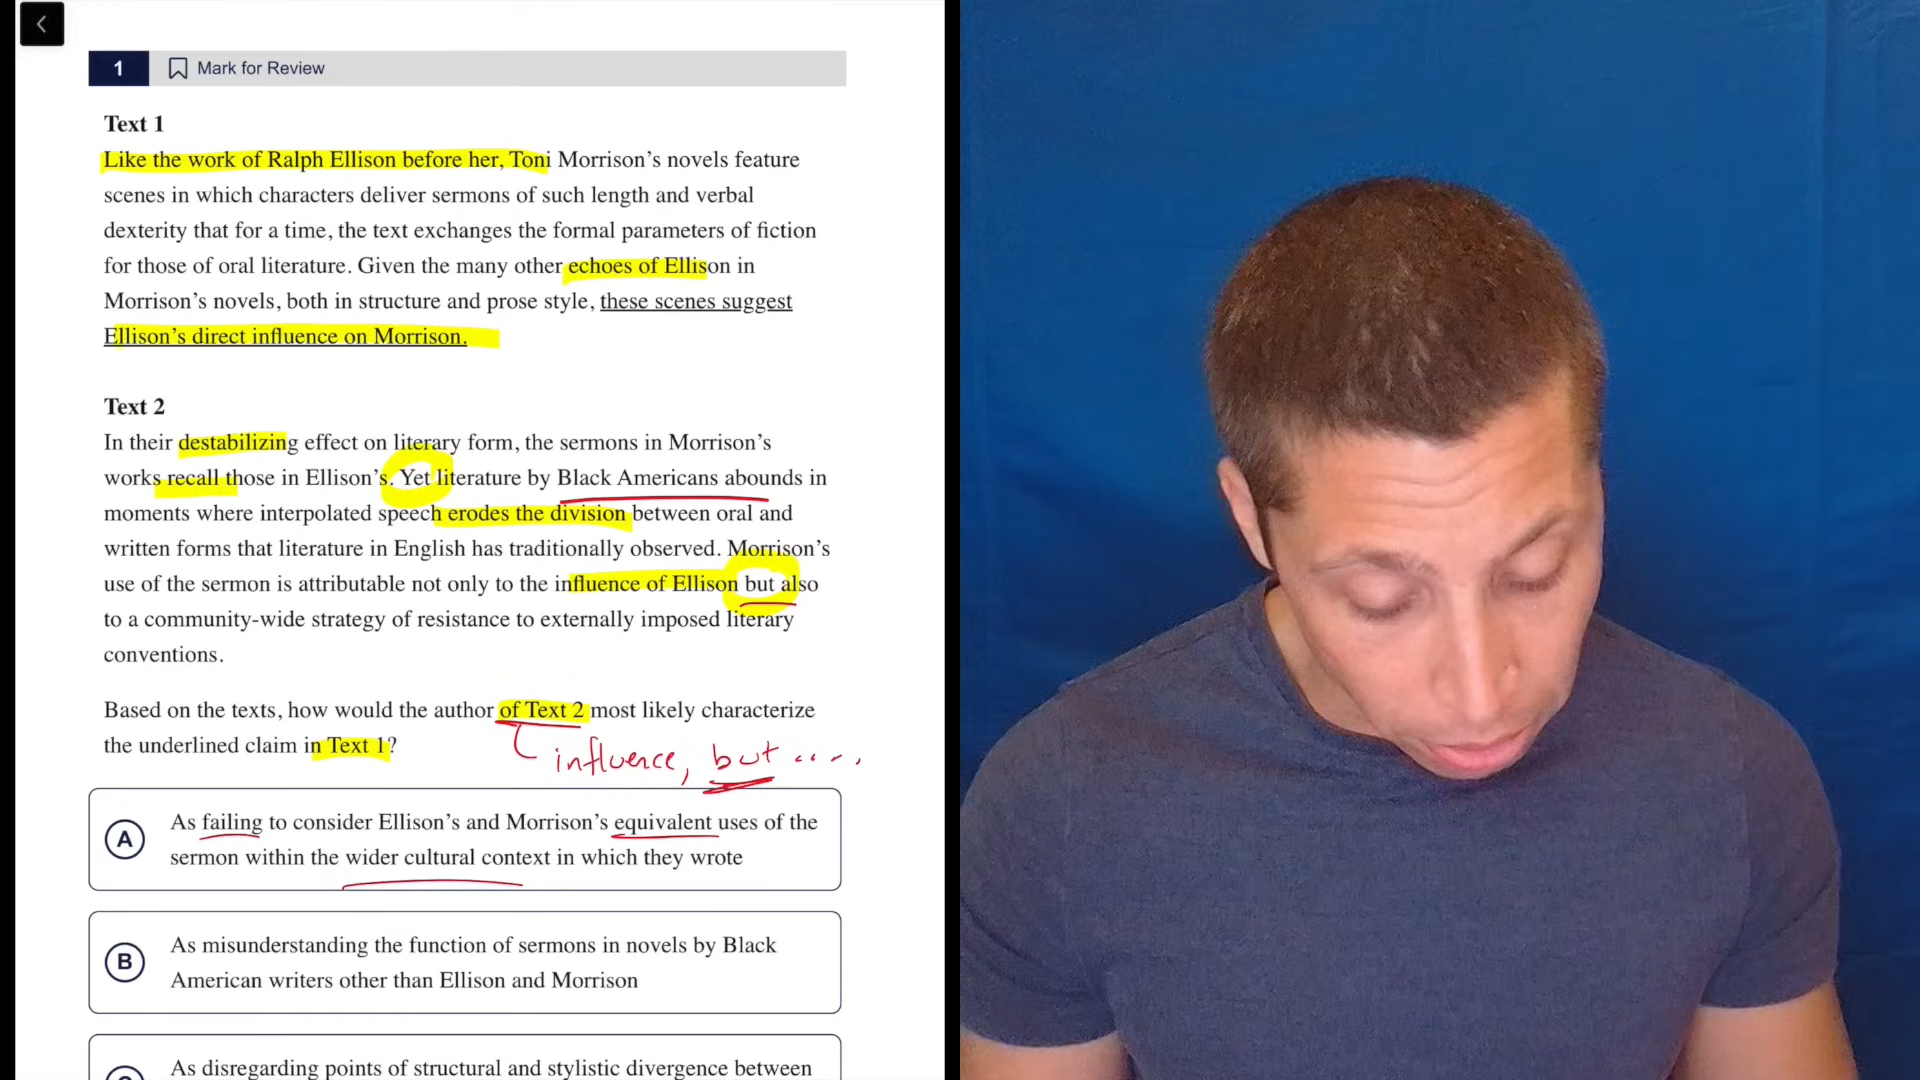 1 Mark for Review
Text 1
Like the work of Ralph Ellison before her, Toni Morrison’s novels feature
scenes in which characters deliver sermons of such length and verbal
dexterity that for a time, the text exchanges the formal parameters of fiction
for those of oral literature. Given the many other echoes of Ellison in
Morrison’s novels, both in structure and prose style, these scenes suggest
Ellison’s direct influence on Morrison.
Text 2
In their destabilizing effect on literary form, the sermons in Morrison’s
works recall those in Ellison’s. Yet literature by Black Americans abounds in
moments where interpolated speech erodes the division between oral and
written forms that literature in English has traditionally observed. Morrison’s
use of the sermon is attributable not only to the influence of Ellison but also
to a community-wide strategy of resistance to externally imposed literary
conventions.
Based on the texts, how would the author of Text 2 most likely characterize
the underlined claim in Text 1?
influence, but ....
A As failing to consider Ellison’s and Morrison’s equivalent uses of the
sermon within the wider cultural context in which they wrote
B As misunderstanding the function of sermons in novels by Black
American writers other than Ellison and Morrison
As disregarding points of structural and stylistic divergence between